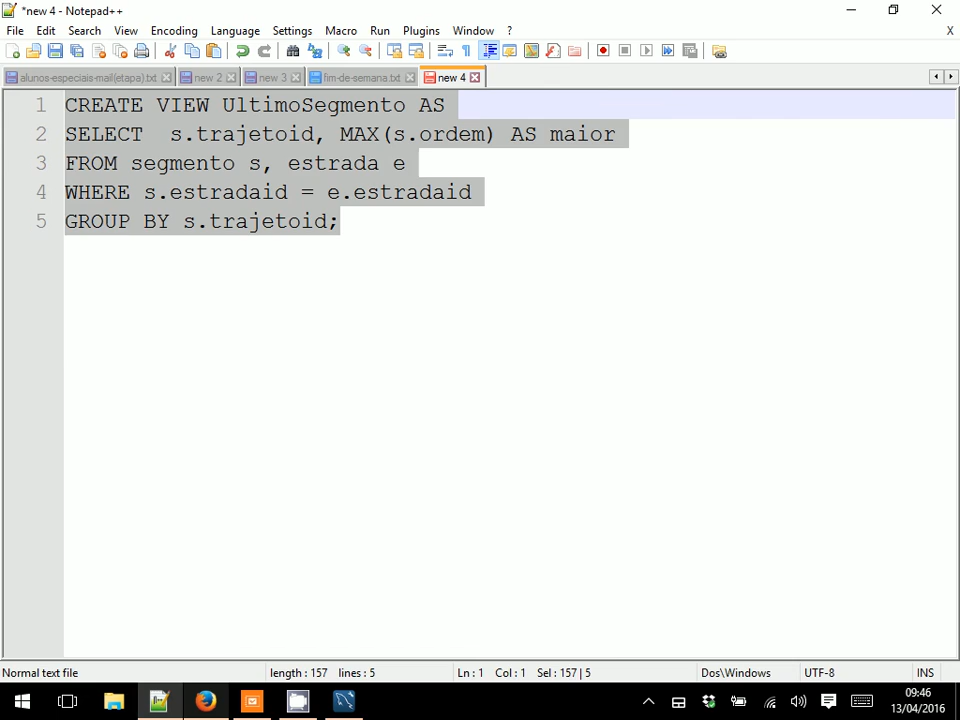 *new 4 - Notepad++
File Edit Search View Encoding Language Settings Macro Run Plugins Window ? X
alunos-especiais-mail(etapa).txt new 2 new 3 fim-de-semana.txt new 4
1 CREATE VIEW UltimoSegmento AS
2 SELECT  s.trajetoid, MAX(s.ordem) AS maior
3 FROM segmento s, estrada e
4 WHERE s.estradaid = e.estradaid
5 GROUP BY s.trajetoid;
Normal text file length : 157 lines : 5 Ln : 1 Col : 1 Sel : 157 | 5 Dos\Windows UTF-8 INS
09:46
13/04/2016